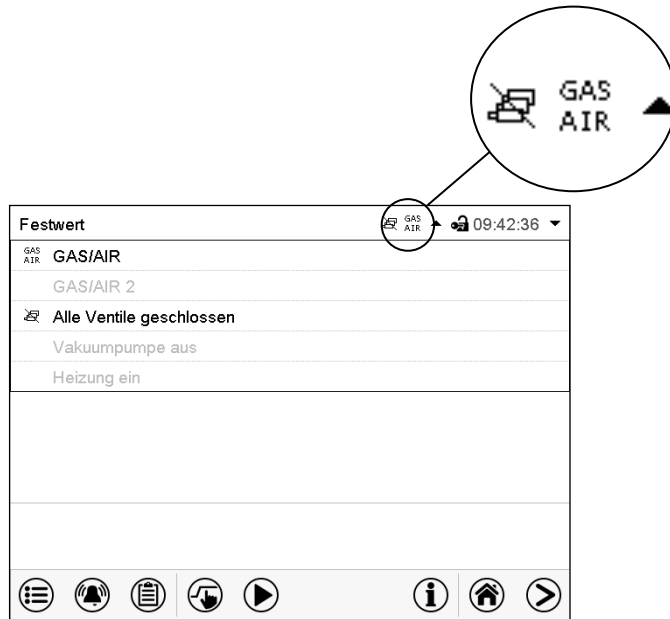 GAS
AIR
Festwert
GAS
AIR
09:42:36
GAS
AIR
GAS/AIR
GAS/AIR 2
Alle Ventile geschlossen
Vakuumpumpe aus
Heizung ein